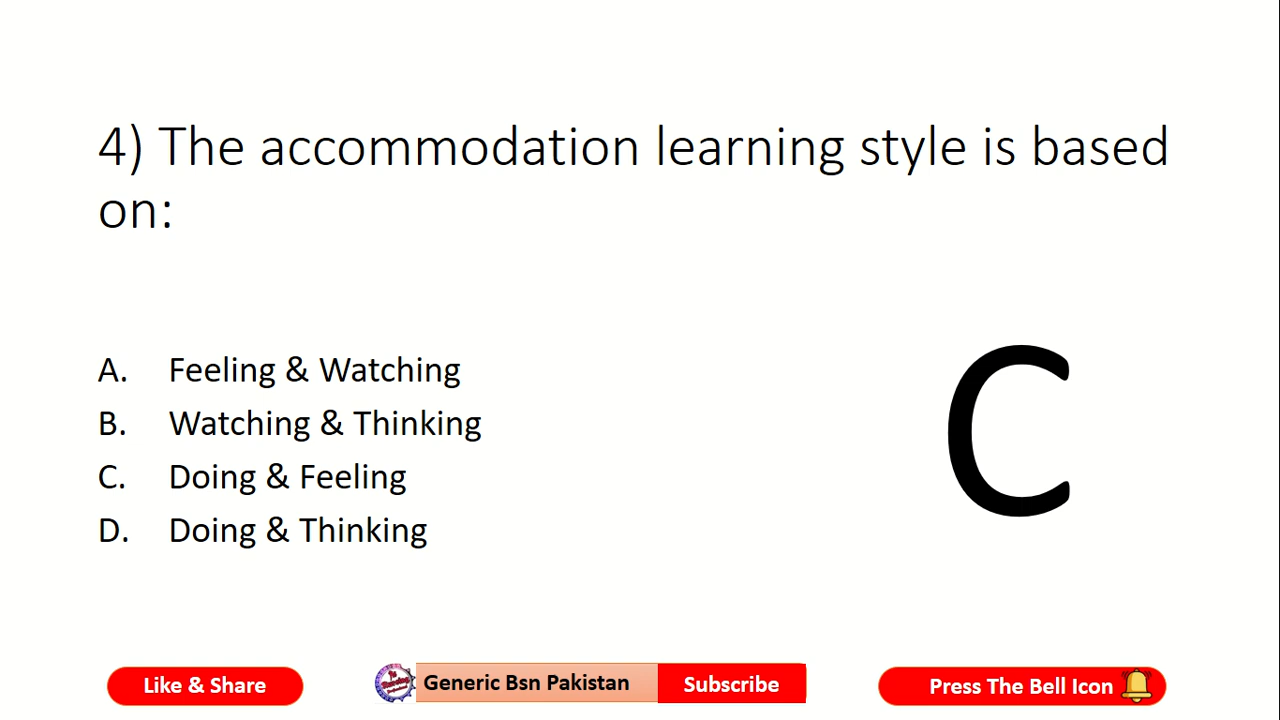 4) The accommodation learning style is based
on:
A. Feeling & Watching
B. Watching & Thinking
C. Doing & Feeling
D. Doing & Thinking
C
Like & Share
Generic Bsn Pakistan
Subscribe
Press The Bell Icon